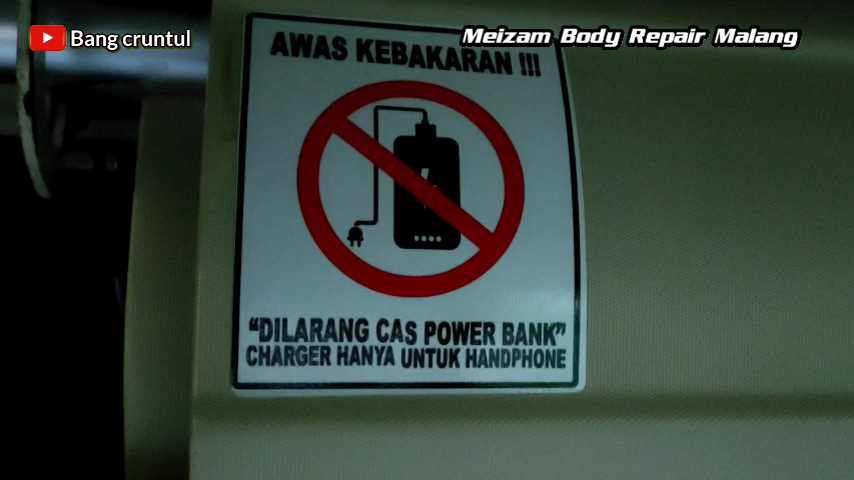 Bang cruntul
Meizam Body Repair Malang
AWAS KEBAKARAN !!!
“DILARANG CAS POWER BANK”
CHARGER HANYA UNTUK HANDPHONE